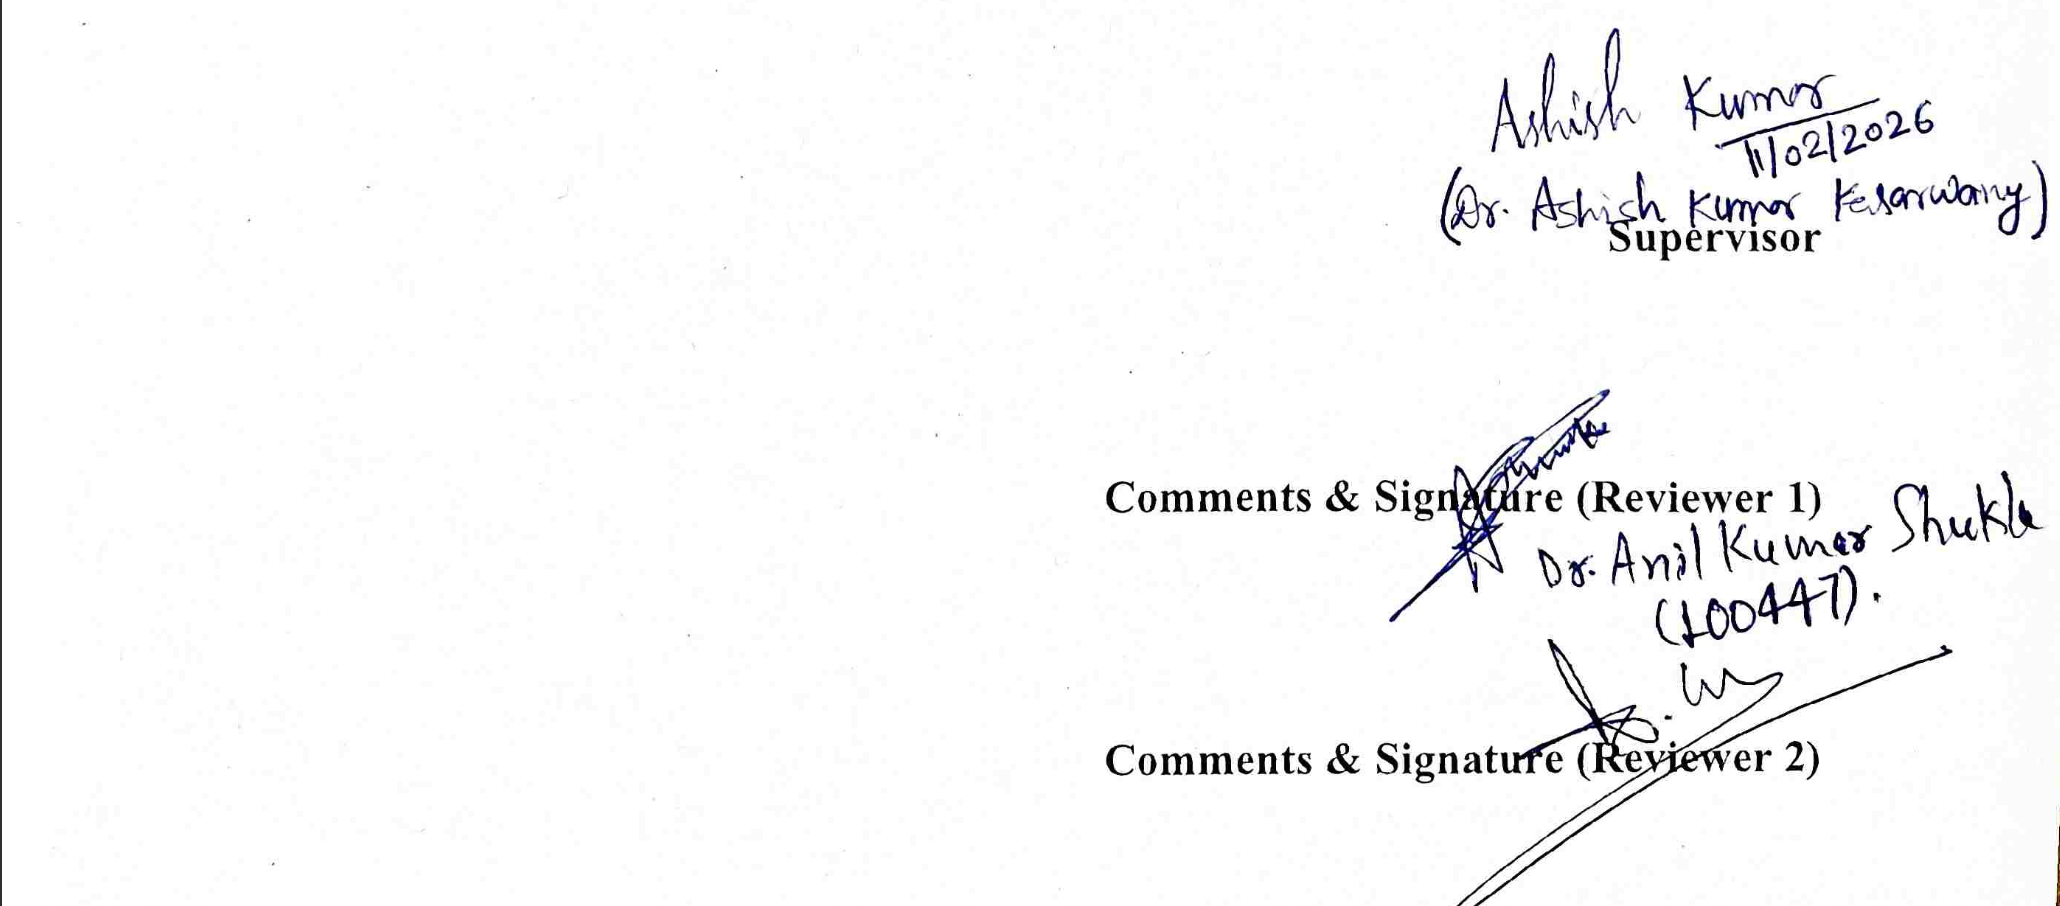 Ashish Kumar
11/02/2026
(Dr. Ashish Kumar Kesarwany)
Supervisor
Comments & Signature (Reviewer 1)
Dr. Anil Kumar Shukla
(100447).
Comments & Signature (Reviewer 2)